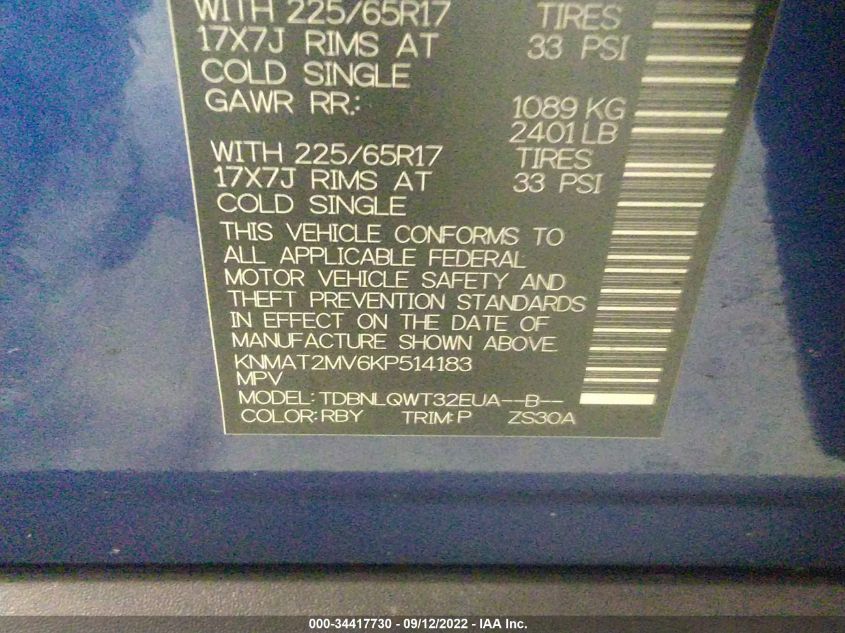 WITH 225/65R17 TIRES
17X7J RIMS AT 33 PSI
COLD SINGLE
GAWR RR.: 1089 KG
2401 LB
WITH 225/65R17 TIRES
17X7J RIMS AT 33 PSI
COLD SINGLE
THIS VEHICLE CONFORMS TO
ALL APPLICABLE FEDERAL
MOTOR VEHICLE SAFETY AND
THEFT PREVENTION STANDARDS
IN EFFECT ON THE DATE OF
MANUFACTURE SHOWN ABOVE.
KNMAT2MV6KP514183
MPV
MODEL: TDBNLQWT32EUA--B--
COLOR:RBY TRIM:P ZS30A
000-34417730 - 09/12/2022 - IAA Inc.